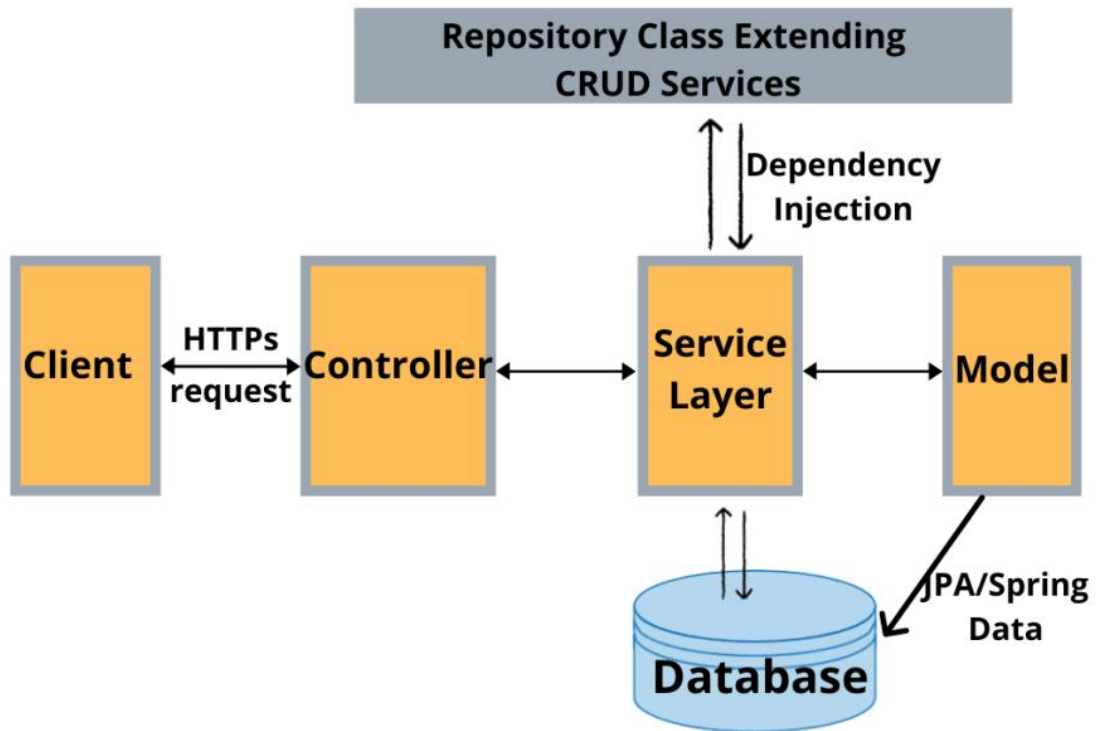 Repository Class Extending
CRUD Services
Dependency
Injection
Client
HTTPs
request
Controller
Service
Layer
Model
JPA/Spring
Data
Database